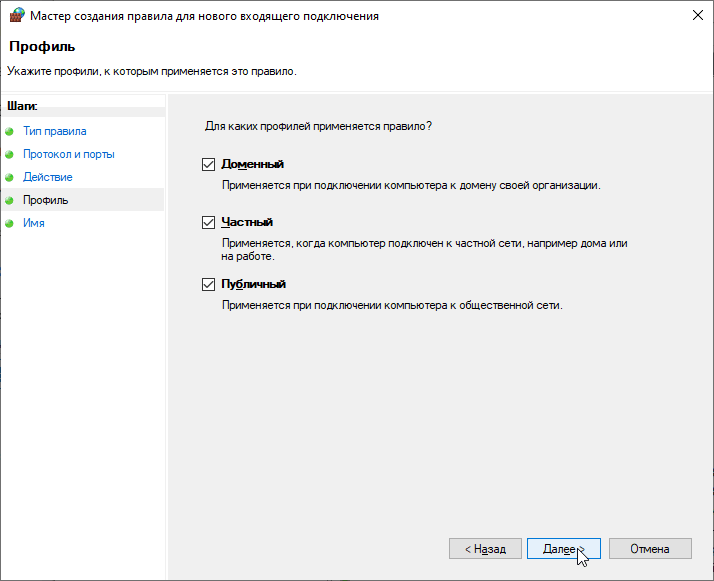 Мастер создания правила для нового входящего подключения
Профиль
Укажите профили, к которым применяется это правило.
Шаги:
Тип правила
Протокол и порты
Действие
Профиль
Имя
Для каких профилей применяется правило?
Доменный
Применяется при подключении компьютера к домену своей организации.
Частный
Применяется, когда компьютер подключен к частной сети, например дома или
на работе.
Публичный
Применяется при подключении компьютера к общественной сети.
< Назад
Далее >
Отмена